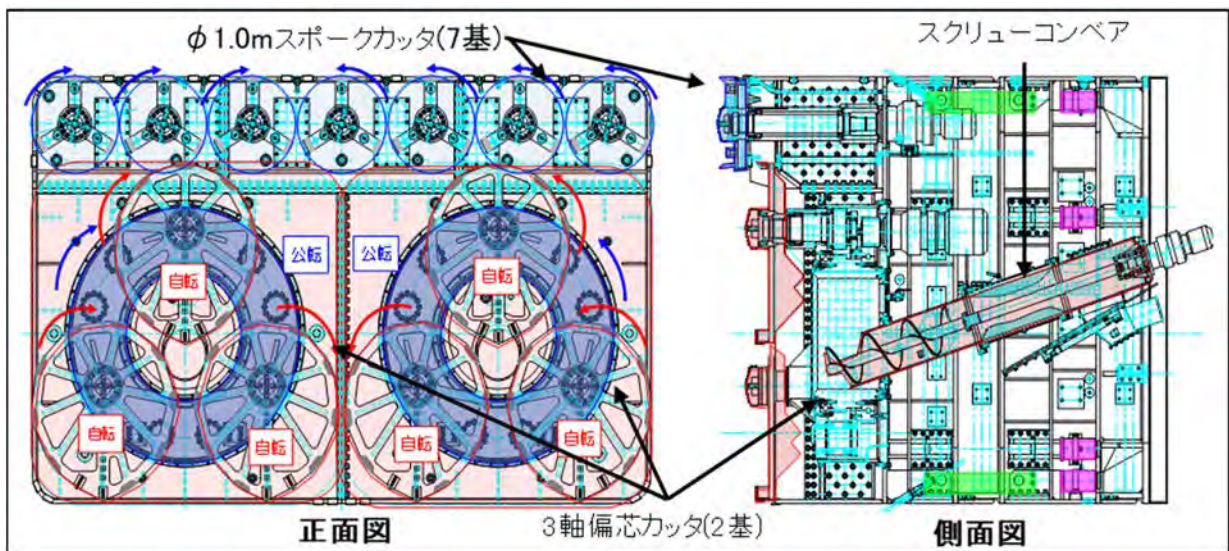 φ1.0mスポークカッタ(7基)
スクリューコンベア
公転
公転
自転
自転
自転
自転
自転
自転
3軸偏芯カッタ(2基)
正面図
側面図